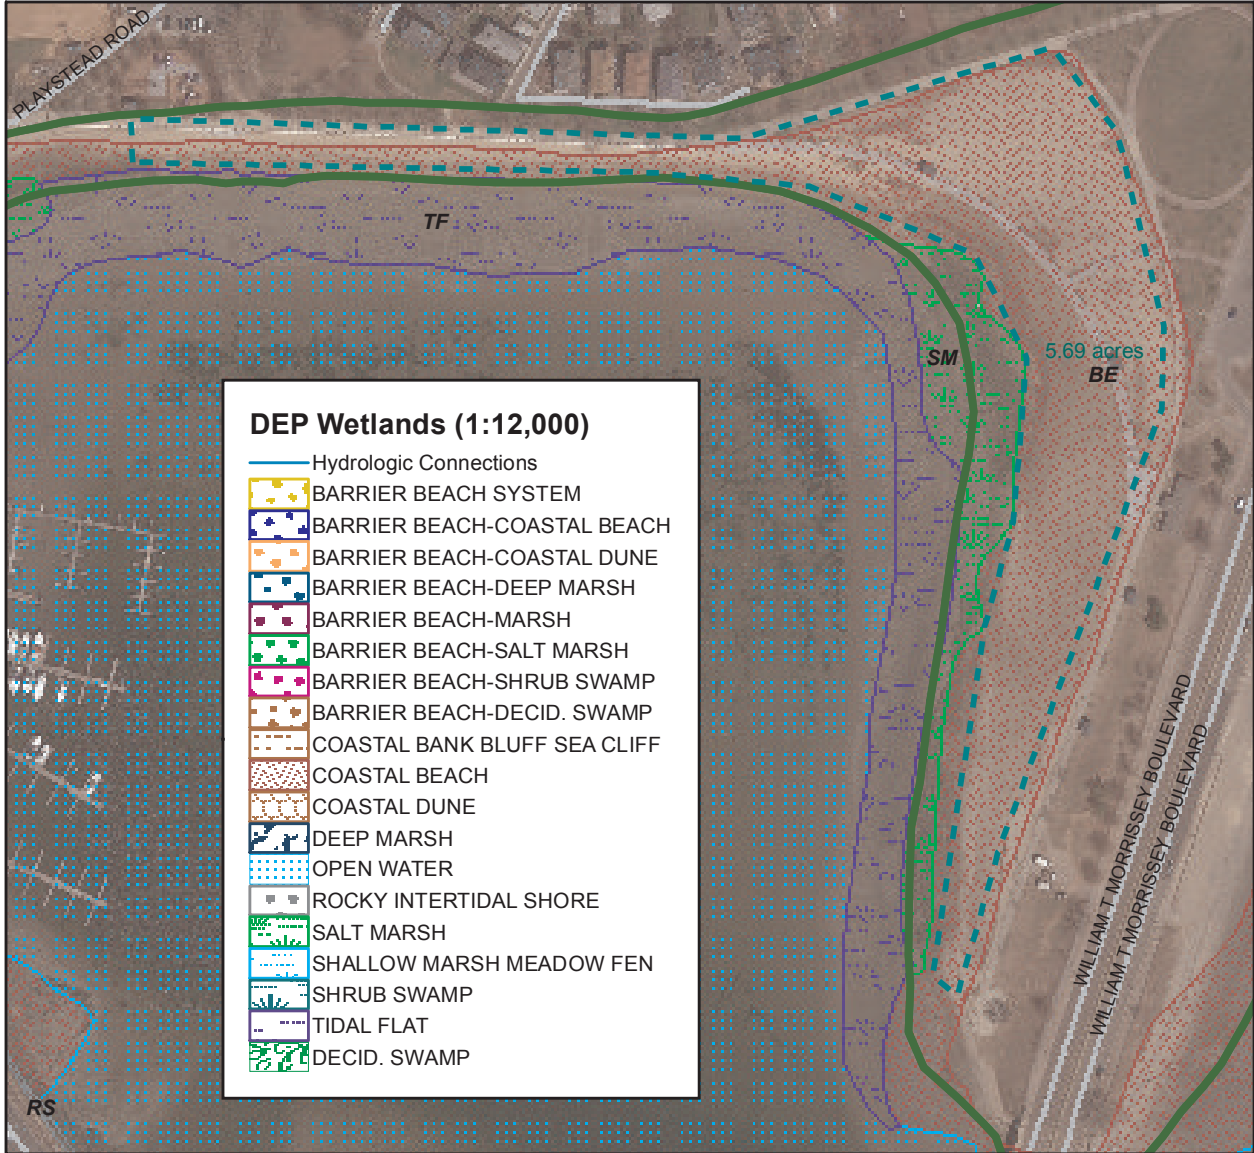 PLAYSTEAD ROAD
TF
SM
5.69 acres
BE
DEP Wetlands (1:12,000)
Hydrologic Connections
BARRIER BEACH SYSTEM
BARRIER BEACH-COASTAL BEACH
BARRIER BEACH-COASTAL DUNE
BARRIER BEACH-DEEP MARSH
BARRIER BEACH-MARSH
BARRIER BEACH-SALT MARSH
BARRIER BEACH-SHRUB SWAMP
BARRIER BEACH-DECID. SWAMP
COASTAL BANK BLUFF SEA CLIFF
COASTAL BEACH
COASTAL DUNE
DEEP MARSH
OPEN WATER
ROCKY INTERTIDAL SHORE
SALT MARSH
SHALLOW MARSH MEADOW FEN
SHRUB SWAMP
TIDAL FLAT
DECID. SWAMP
WILLIAM T MORRISSEY BOULEVARD
WILLIAM T MORRISSEY BOULEVARD
RS